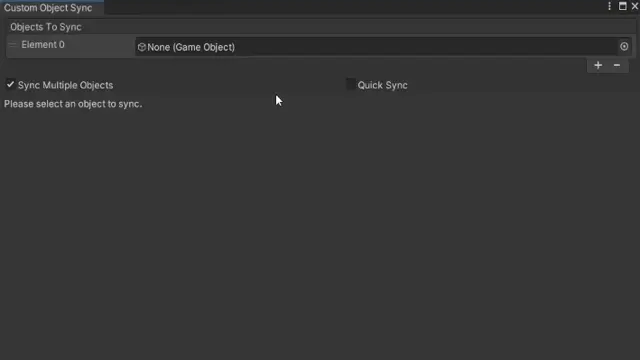 Custom Object Sync
Objects To Sync
Element 0
None (Game Object)
Sync Multiple Objects
Quick Sync
Please select an object to sync.